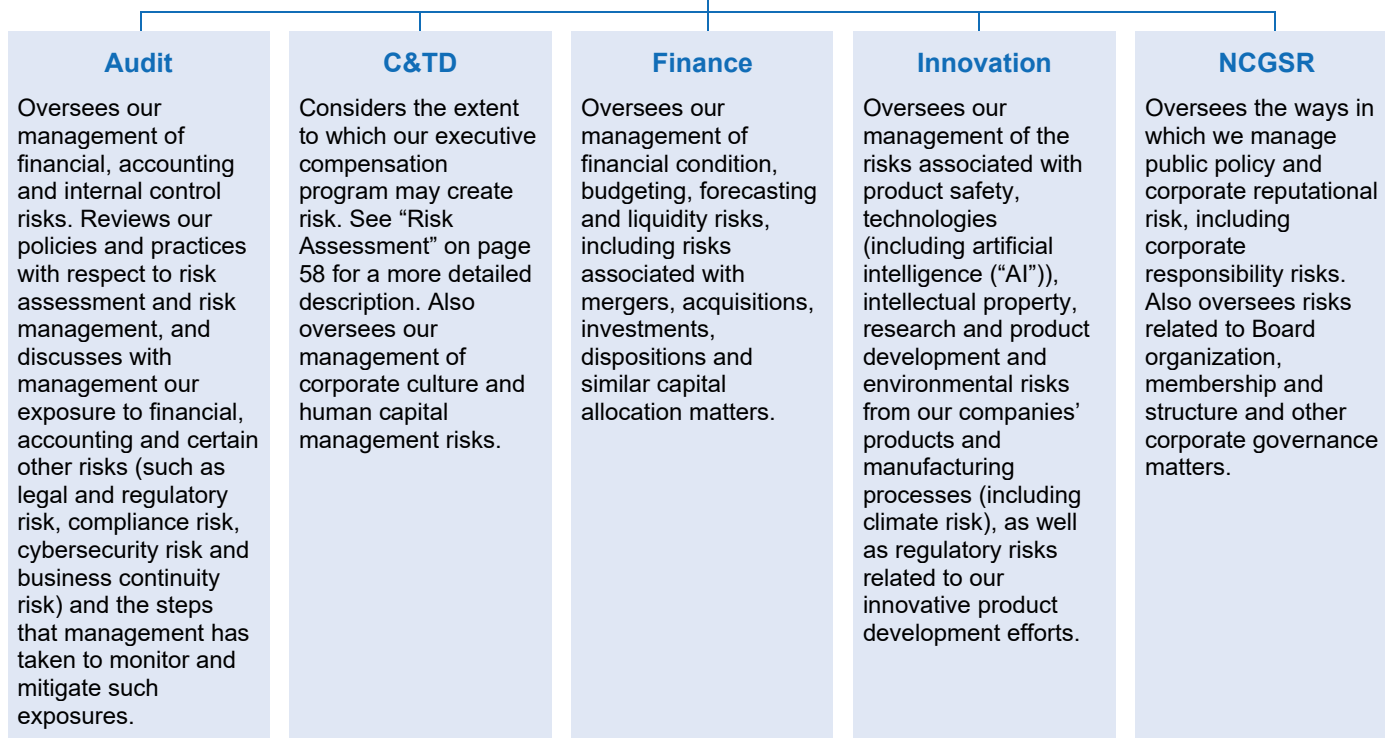 Audit
Oversees our
management of
financial, accounting
and internal control
risks. Reviews our
policies and practices
with respect to risk
assessment and risk
management, and
discusses with
management our
exposure to financial,
accounting and certain
other risks (such as
legal and regulatory
risk, compliance risk,
cybersecurity risk and
business continuity
risk) and the steps
that management has
taken to monitor and
mitigate such
exposures.
C&TD
Considers the extent
to which our executive
compensation
program may create
risk. See “Risk
Assessment” on page
58 for a more detailed
description. Also
oversees our
management of
corporate culture and
human capital
management risks.
Finance
Oversees our
management of
financial condition,
budgeting, forecasting
and liquidity risks,
including risks
associated with
mergers, acquisitions,
investments,
dispositions and
similar capital
allocation matters.
Innovation
Oversees our
management of the
risks associated with
product safety,
technologies
(including artificial
intelligence (“AI”)),
intellectual property,
research and product
development and
environmental risks
from our companies’
products and
manufacturing
processes (including
climate risk), as well
as regulatory risks
related to our
innovative product
development efforts.
NCGSR
Oversees the ways in
which we manage
public policy and
corporate reputational
risk, including
corporate
responsibility risks.
Also oversees risks
related to Board
organization,
membership and
structure and other
corporate governance
matters.